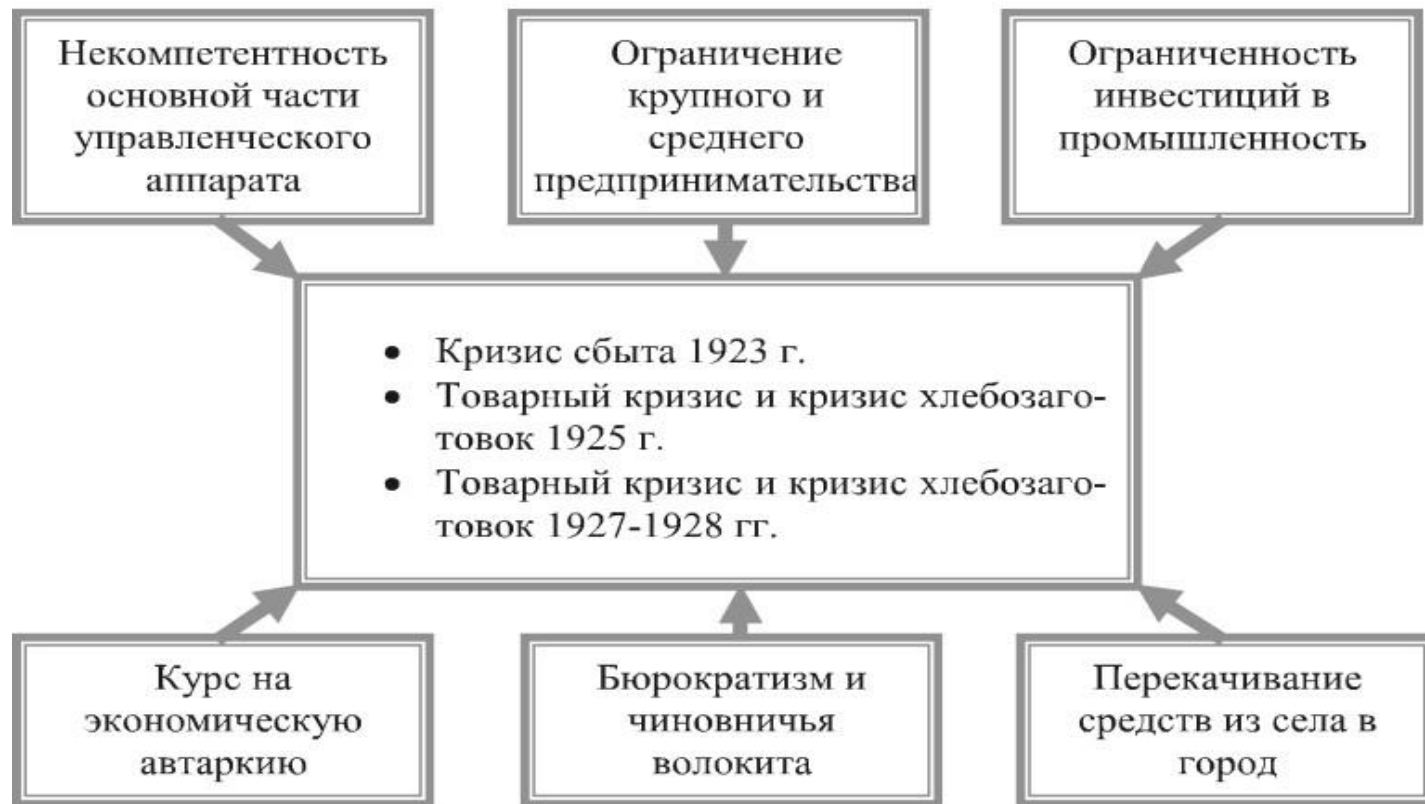 Некомпетентность
основной части
управленческого
аппарата
Ограничение
крупного и
среднего
предпринимательства
Ограниченность
инвестиций в
промышленность
• Кризис сбыта 1923 г.
• Товарный кризис и кризис хлебозаго-
товок 1925 г.
• Товарный кризис и кризис хлебозаго-
товок 1927-1928 гг.
Курс на
экономическую
автаркию
Бюрократизм и
чиновничья
волокита
Перекачивание
средств из села в
город